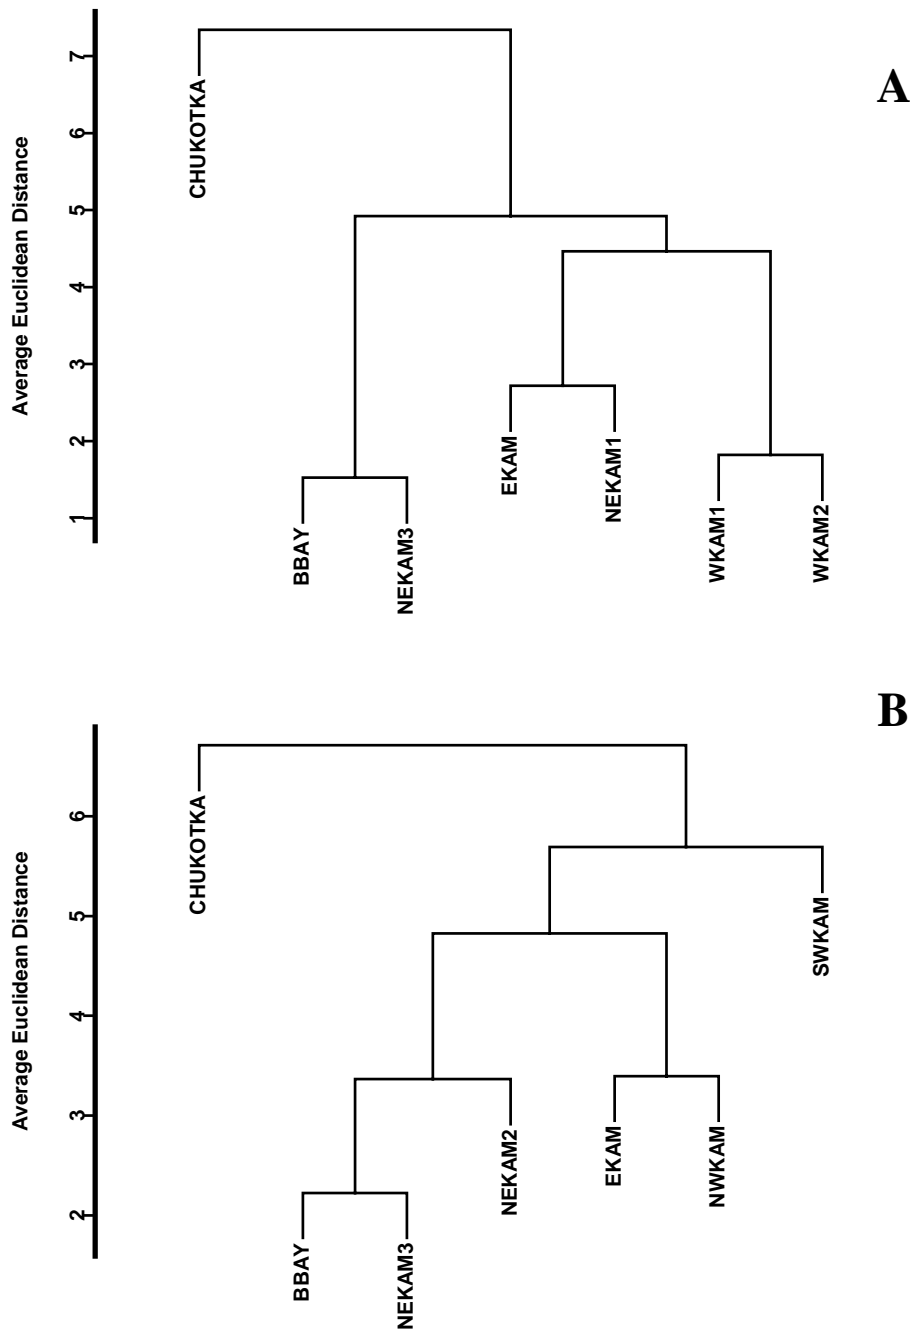 A
Average Euclidean Distance
7
6
5
4
3
2
1
CHUKOTKA
BBAY
NEKAM3
EKAM
NEKAM1
WKAM1
WKAM2
B
Average Euclidean Distance
6
5
4
3
2
CHUKOTKA
BBAY
NEKAM3
NEKAM2
EKAM
NWKAM
SWKAM